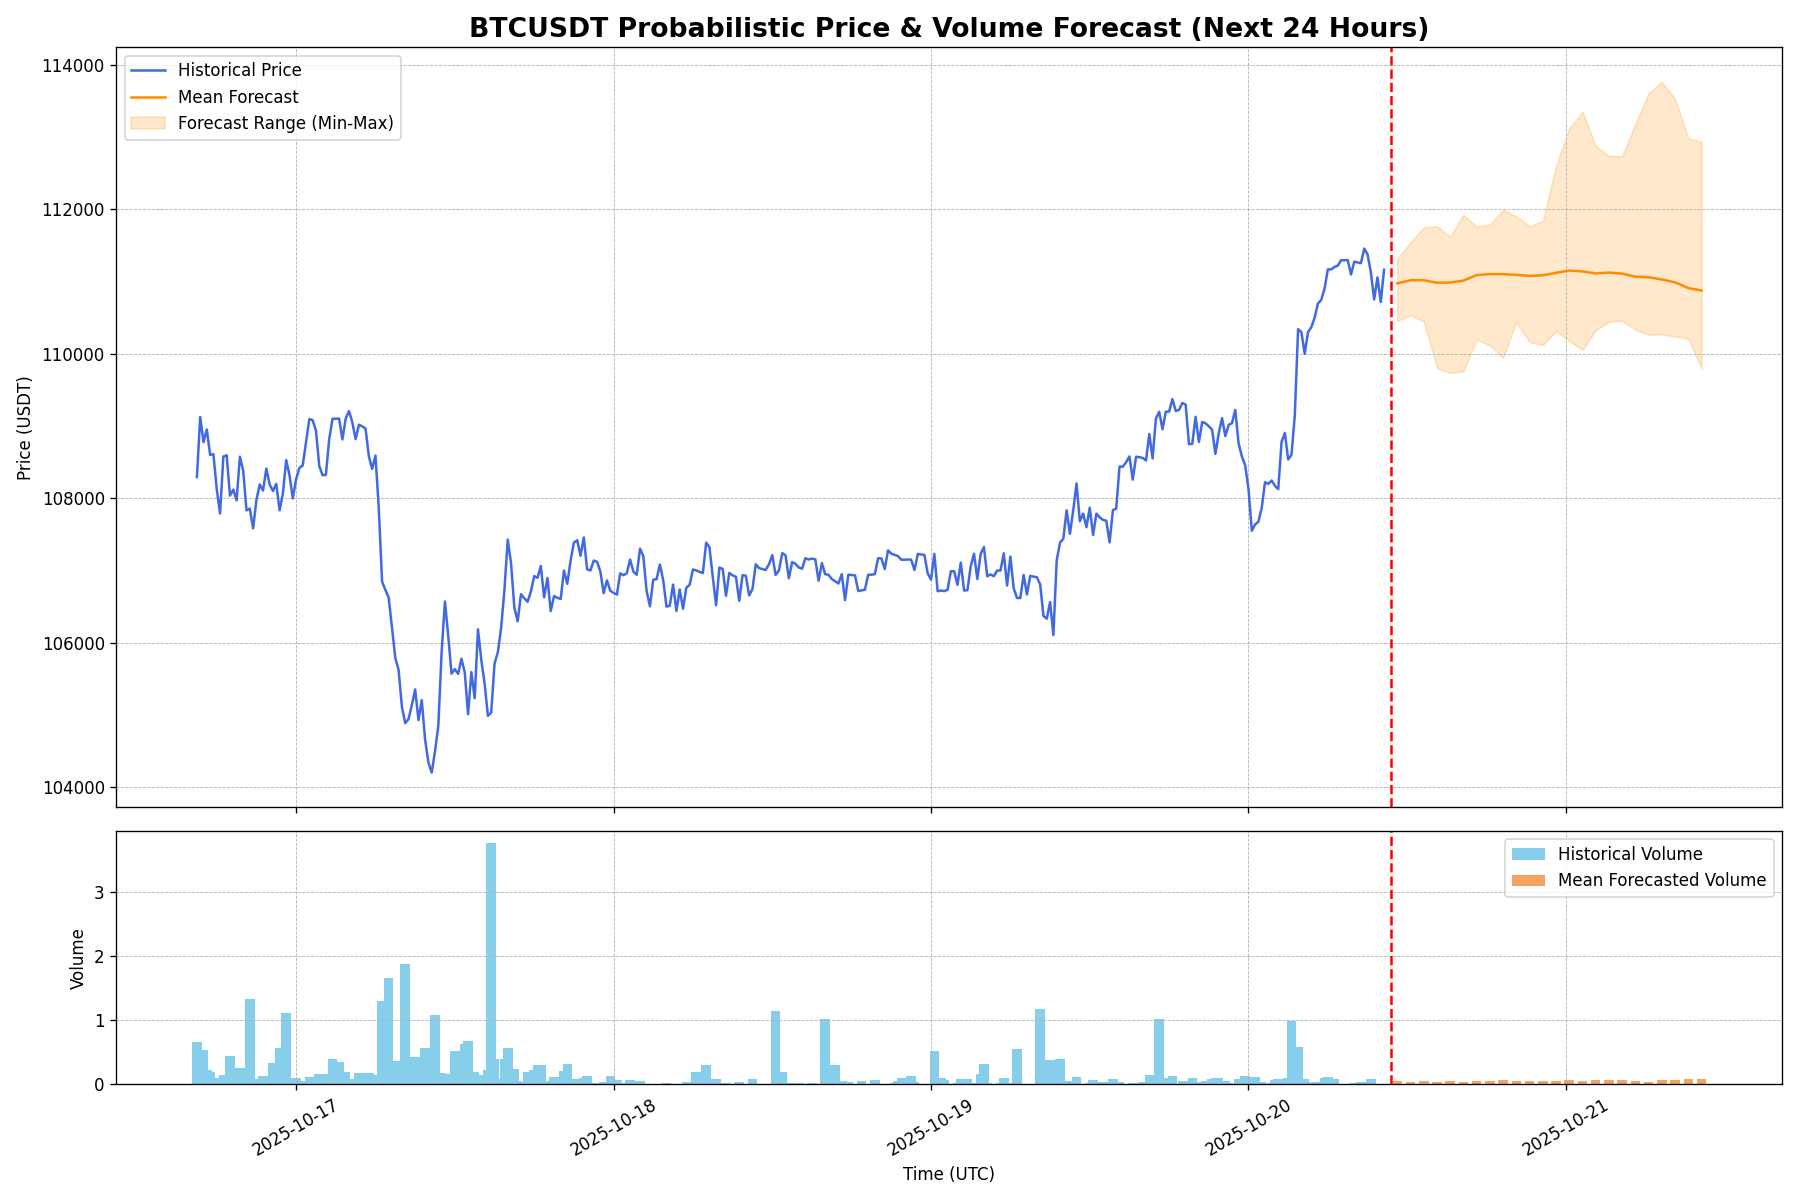 BTCUSDT Probabilistic Price & Volume Forecast (Next 24 Hours)
Historical Price
Mean Forecast
Forecast Range (Min-Max)
114000
112000
110000
108000
106000
104000
Price (USDT)
Historical Volume
Mean Forecasted Volume
3
2
1
0
Volume
2025-10-17
2025-10-18
2025-10-19
2025-10-20
2025-10-21
Time (UTC)